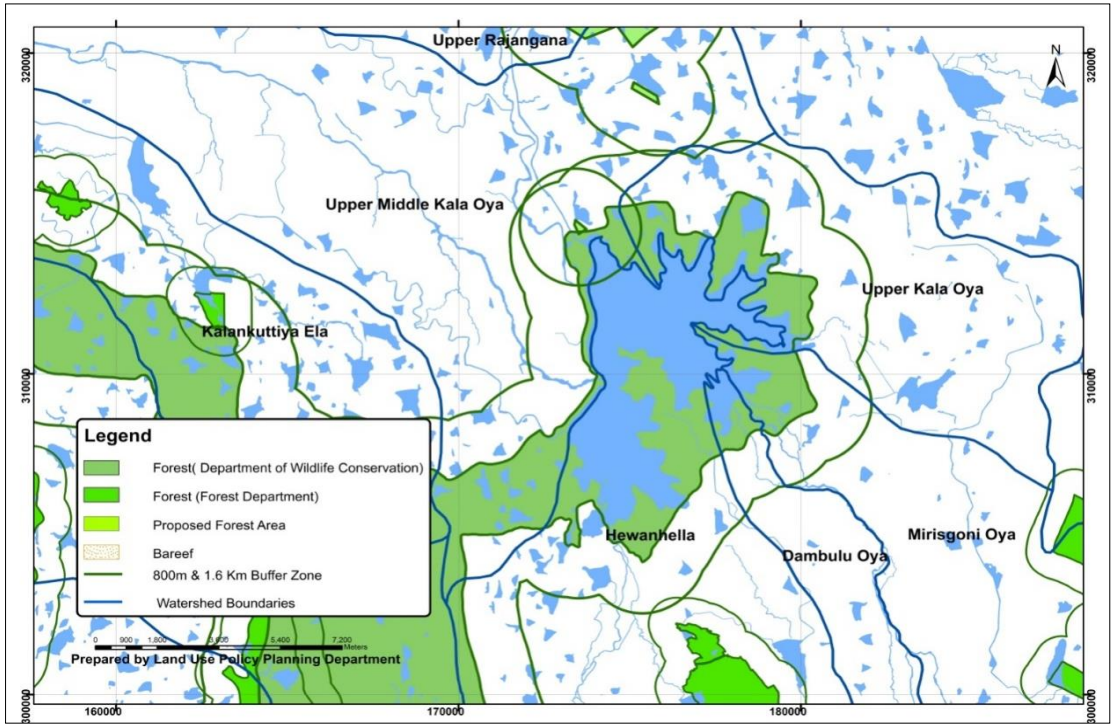 Upper Rajangana
320000
320000
N
Upper Middle Kala Oya
Upper Kala Oya
Kalankuttiya Ela
310000
310000
Legend
Forest( Department of Wildlife Conservation)
Forest (Forest Department)
Proposed Forest Area
Bareef
800m & 1.6 Km Buffer Zone
Watershed Boundaries
Hewanhella
Dambulu Oya
Mirisgoni Oya
0 900 1,800 3,600 5,400 7,200
Meters
Prepared by Land Use Policy Planning Department
300000
300000
160000
170000
180000